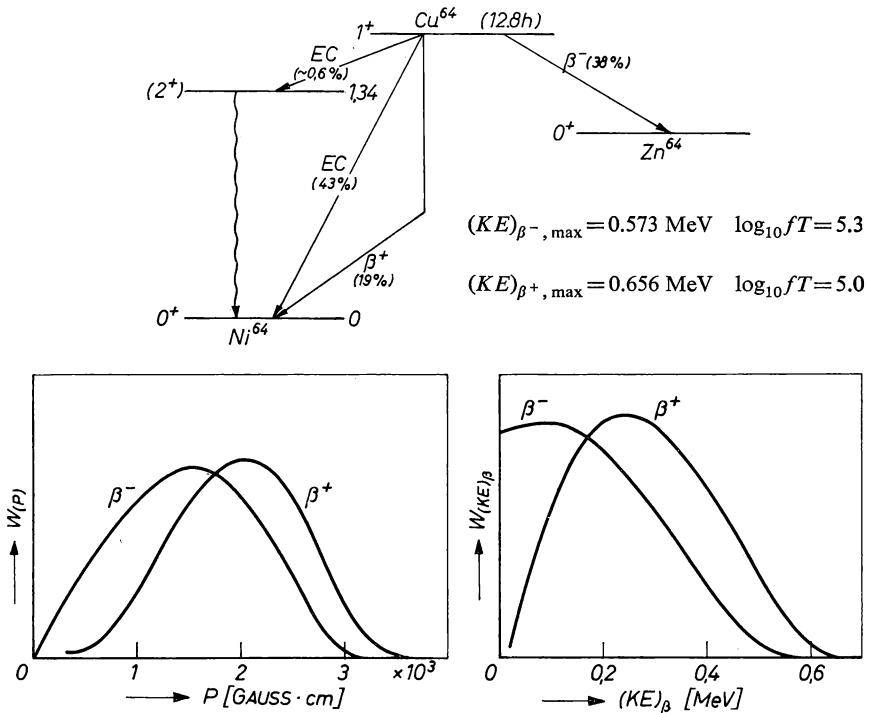 1⁺ Cu⁶⁴ (12.8h)
EC
(~0,6%)
β⁻ (38%)
(2⁺) 1,34
0⁺
Zn⁶⁴
EC
(43%)
(KE)β⁻, max = 0.573 MeV log₁₀ fT = 5.3
β⁺
(19%)
(KE)β⁺, max = 0.656 MeV log₁₀ fT = 5.0
0⁺ 0
Ni⁶⁴
β⁻
β⁺
W(P)
0 1 2 3 ×10³
P [GAUSS · cm]
β⁻
β⁺
W(KE)β
0 0,2 0,4 0,6
(KE)β [MeV]